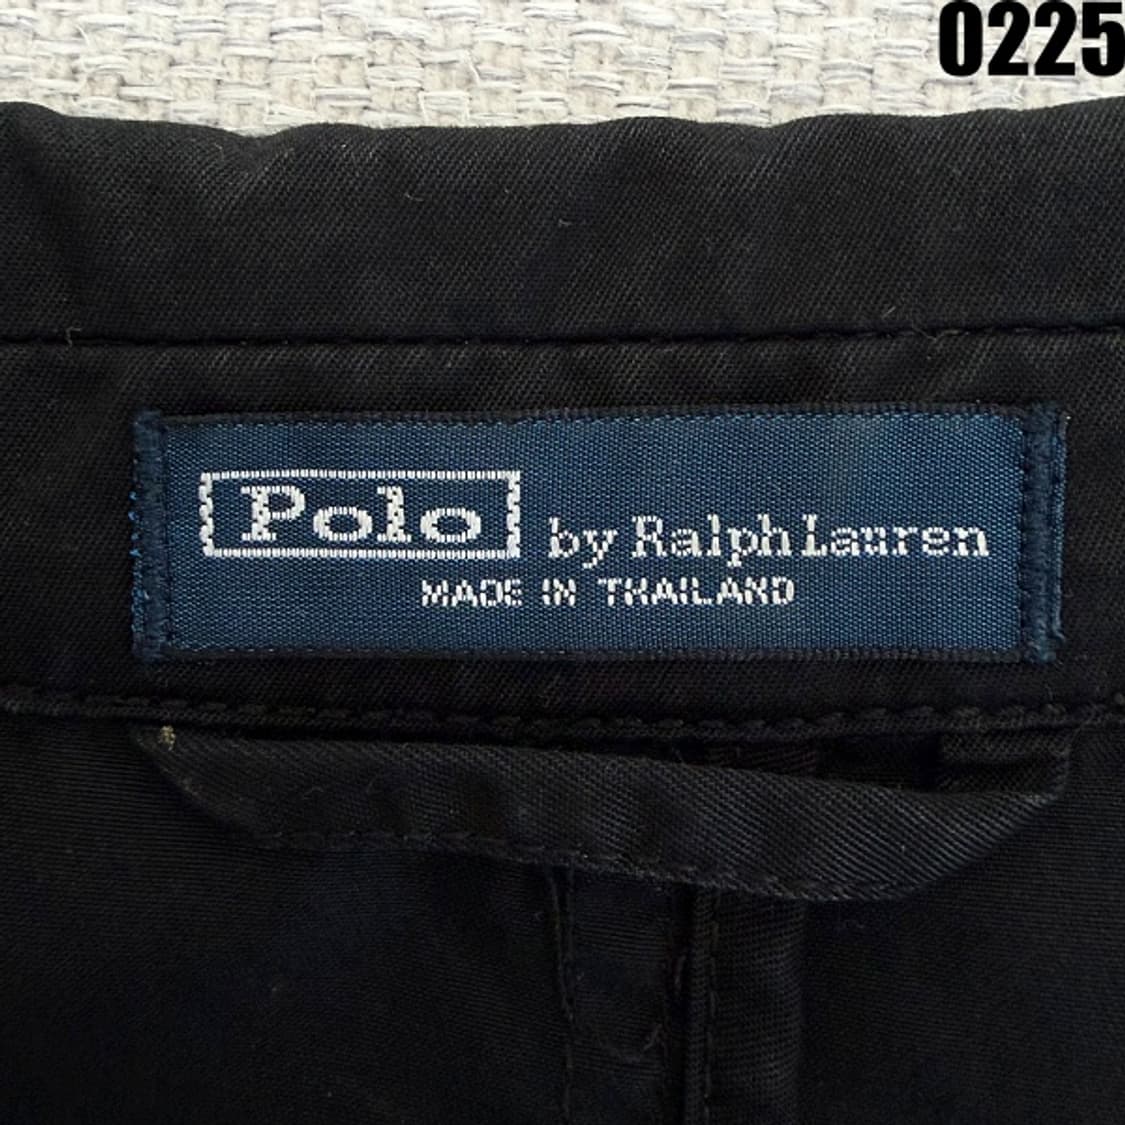 0225
Polo by Ralph Lauren
MADE IN THAILAND